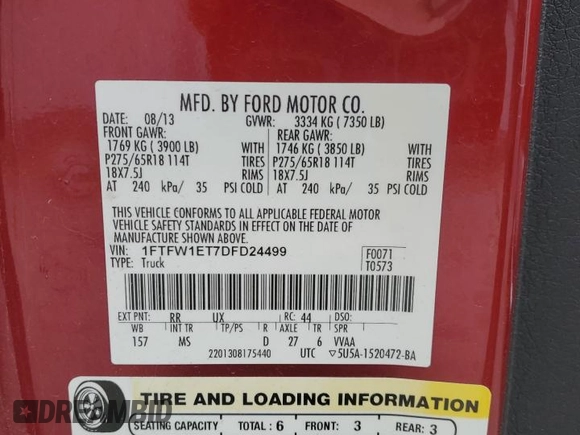 MFD. BY FORD MOTOR CO.
DATE: 08/13 GVWR: 3334 KG ( 7350 LB)
FRONT GAWR: REAR GAWR:
1769 KG ( 3900 LB) WITH 1746 KG ( 3850 LB) WITH
P275/65R18 114T TIRES P275/65R18 114T TIRES
18X7.5J RIMS 18X7.5J RIMS
AT 240 kPa/ 35 PSI COLD AT 240 kPa/ 35 PSI COLD
THIS VEHICLE CONFORMS TO ALL APPLICABLE FEDERAL MOTOR
VEHICLE SAFETY STANDARDS IN EFFECT ON THE DATE OF
MANUFACTURE SHOWN ABOVE.
VIN: 1FTFW1ET7DFD24499 F0071
TYPE: Truck T0573
EXT PNT: RR UX RC: 44 DSO:
WB INT TR TP/PS R AXLE TR SPR
157 MS D 27 6 VVAA
2201308175440 UTC ▽5U5A-1520472-BA
TIRE AND LOADING INFORMATION
SEATING CAPACITY TOTAL : 6 FRONT : 3 REAR: 3
DREAMBID